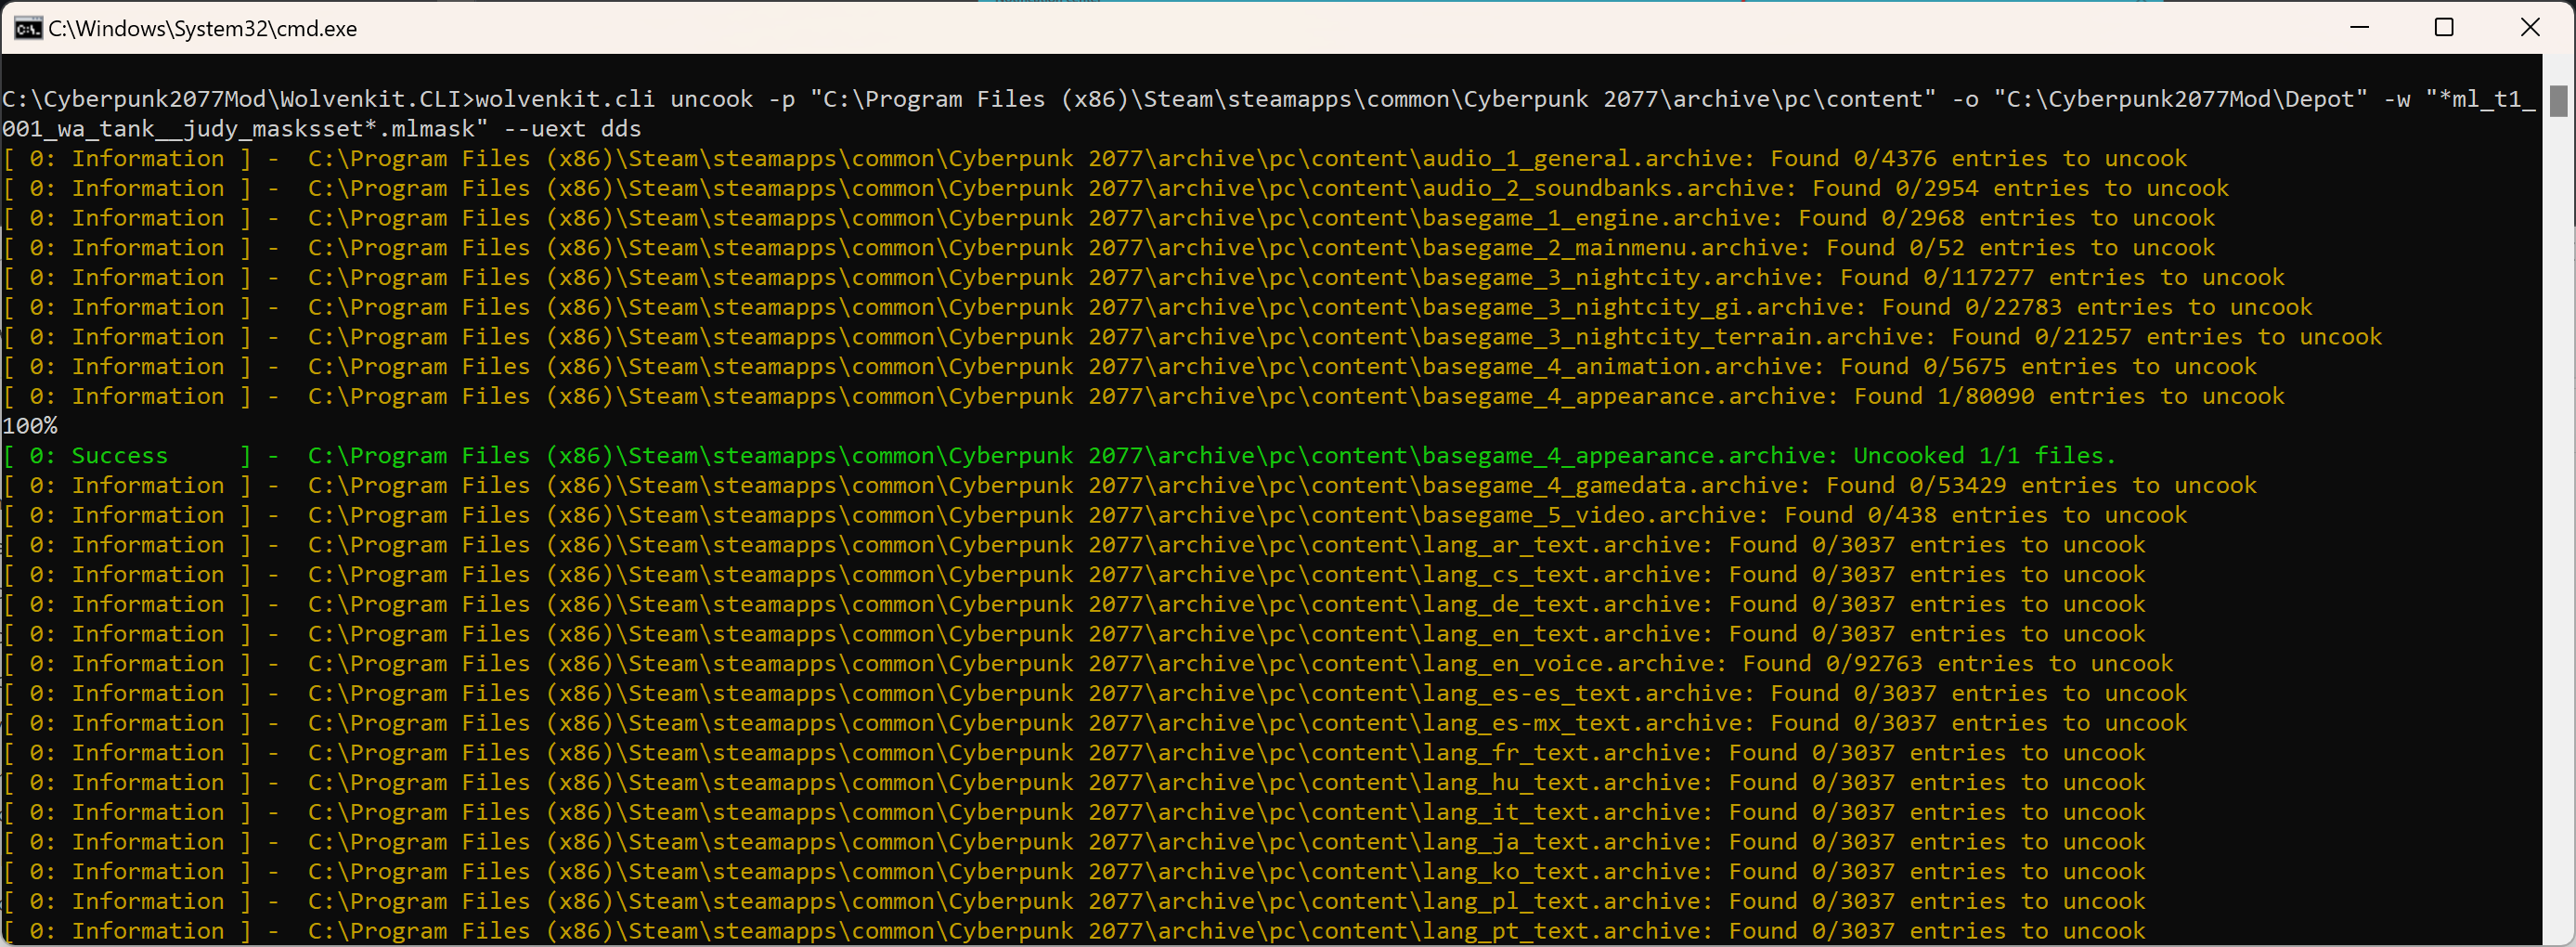 C:\Windows\System32\cmd.exe
C:\Cyberpunk2077Mod\Wolvenkit.CLI>wolvenkit.cli uncook -p "C:\Program Files (x86)\Steam\steamapps\common\Cyberpunk 2077\archive\pc\content" -o "C:\Cyberpunk2077Mod\Depot" -w "*ml_t1_
001_wa_tank__judy_masksset*.mlmask" --uext dds
[ 0: Information ] -  C:\Program Files (x86)\Steam\steamapps\common\Cyberpunk 2077\archive\pc\content\audio_1_general.archive: Found 0/4376 entries to uncook
[ 0: Information ] -  C:\Program Files (x86)\Steam\steamapps\common\Cyberpunk 2077\archive\pc\content\audio_2_soundbanks.archive: Found 0/2954 entries to uncook
[ 0: Information ] -  C:\Program Files (x86)\Steam\steamapps\common\Cyberpunk 2077\archive\pc\content\basegame_1_engine.archive: Found 0/2968 entries to uncook
[ 0: Information ] -  C:\Program Files (x86)\Steam\steamapps\common\Cyberpunk 2077\archive\pc\content\basegame_2_mainmenu.archive: Found 0/52 entries to uncook
[ 0: Information ] -  C:\Program Files (x86)\Steam\steamapps\common\Cyberpunk 2077\archive\pc\content\basegame_3_nightcity.archive: Found 0/117277 entries to uncook
[ 0: Information ] -  C:\Program Files (x86)\Steam\steamapps\common\Cyberpunk 2077\archive\pc\content\basegame_3_nightcity_gi.archive: Found 0/22783 entries to uncook
[ 0: Information ] -  C:\Program Files (x86)\Steam\steamapps\common\Cyberpunk 2077\archive\pc\content\basegame_3_nightcity_terrain.archive: Found 0/21257 entries to uncook
[ 0: Information ] -  C:\Program Files (x86)\Steam\steamapps\common\Cyberpunk 2077\archive\pc\content\basegame_4_animation.archive: Found 0/5675 entries to uncook
[ 0: Information ] -  C:\Program Files (x86)\Steam\steamapps\common\Cyberpunk 2077\archive\pc\content\basegame_4_appearance.archive: Found 1/80090 entries to uncook
100%
[ 0: Success     ] -  C:\Program Files (x86)\Steam\steamapps\common\Cyberpunk 2077\archive\pc\content\basegame_4_appearance.archive: Uncooked 1/1 files.
[ 0: Information ] -  C:\Program Files (x86)\Steam\steamapps\common\Cyberpunk 2077\archive\pc\content\basegame_4_gamedata.archive: Found 0/53429 entries to uncook
[ 0: Information ] -  C:\Program Files (x86)\Steam\steamapps\common\Cyberpunk 2077\archive\pc\content\basegame_5_video.archive: Found 0/438 entries to uncook
[ 0: Information ] -  C:\Program Files (x86)\Steam\steamapps\common\Cyberpunk 2077\archive\pc\content\lang_ar_text.archive: Found 0/3037 entries to uncook
[ 0: Information ] -  C:\Program Files (x86)\Steam\steamapps\common\Cyberpunk 2077\archive\pc\content\lang_cs_text.archive: Found 0/3037 entries to uncook
[ 0: Information ] -  C:\Program Files (x86)\Steam\steamapps\common\Cyberpunk 2077\archive\pc\content\lang_de_text.archive: Found 0/3037 entries to uncook
[ 0: Information ] -  C:\Program Files (x86)\Steam\steamapps\common\Cyberpunk 2077\archive\pc\content\lang_en_text.archive: Found 0/3037 entries to uncook
[ 0: Information ] -  C:\Program Files (x86)\Steam\steamapps\common\Cyberpunk 2077\archive\pc\content\lang_en_voice.archive: Found 0/92763 entries to uncook
[ 0: Information ] -  C:\Program Files (x86)\Steam\steamapps\common\Cyberpunk 2077\archive\pc\content\lang_es-es_text.archive: Found 0/3037 entries to uncook
[ 0: Information ] -  C:\Program Files (x86)\Steam\steamapps\common\Cyberpunk 2077\archive\pc\content\lang_es-mx_text.archive: Found 0/3037 entries to uncook
[ 0: Information ] -  C:\Program Files (x86)\Steam\steamapps\common\Cyberpunk 2077\archive\pc\content\lang_fr_text.archive: Found 0/3037 entries to uncook
[ 0: Information ] -  C:\Program Files (x86)\Steam\steamapps\common\Cyberpunk 2077\archive\pc\content\lang_hu_text.archive: Found 0/3037 entries to uncook
[ 0: Information ] -  C:\Program Files (x86)\Steam\steamapps\common\Cyberpunk 2077\archive\pc\content\lang_it_text.archive: Found 0/3037 entries to uncook
[ 0: Information ] -  C:\Program Files (x86)\Steam\steamapps\common\Cyberpunk 2077\archive\pc\content\lang_ja_text.archive: Found 0/3037 entries to uncook
[ 0: Information ] -  C:\Program Files (x86)\Steam\steamapps\common\Cyberpunk 2077\archive\pc\content\lang_ko_text.archive: Found 0/3037 entries to uncook
[ 0: Information ] -  C:\Program Files (x86)\Steam\steamapps\common\Cyberpunk 2077\archive\pc\content\lang_pl_text.archive: Found 0/3037 entries to uncook
[ 0: Information ] -  C:\Program Files (x86)\Steam\steamapps\common\Cyberpunk 2077\archive\pc\content\lang_pt_text.archive: Found 0/3037 entries to uncook